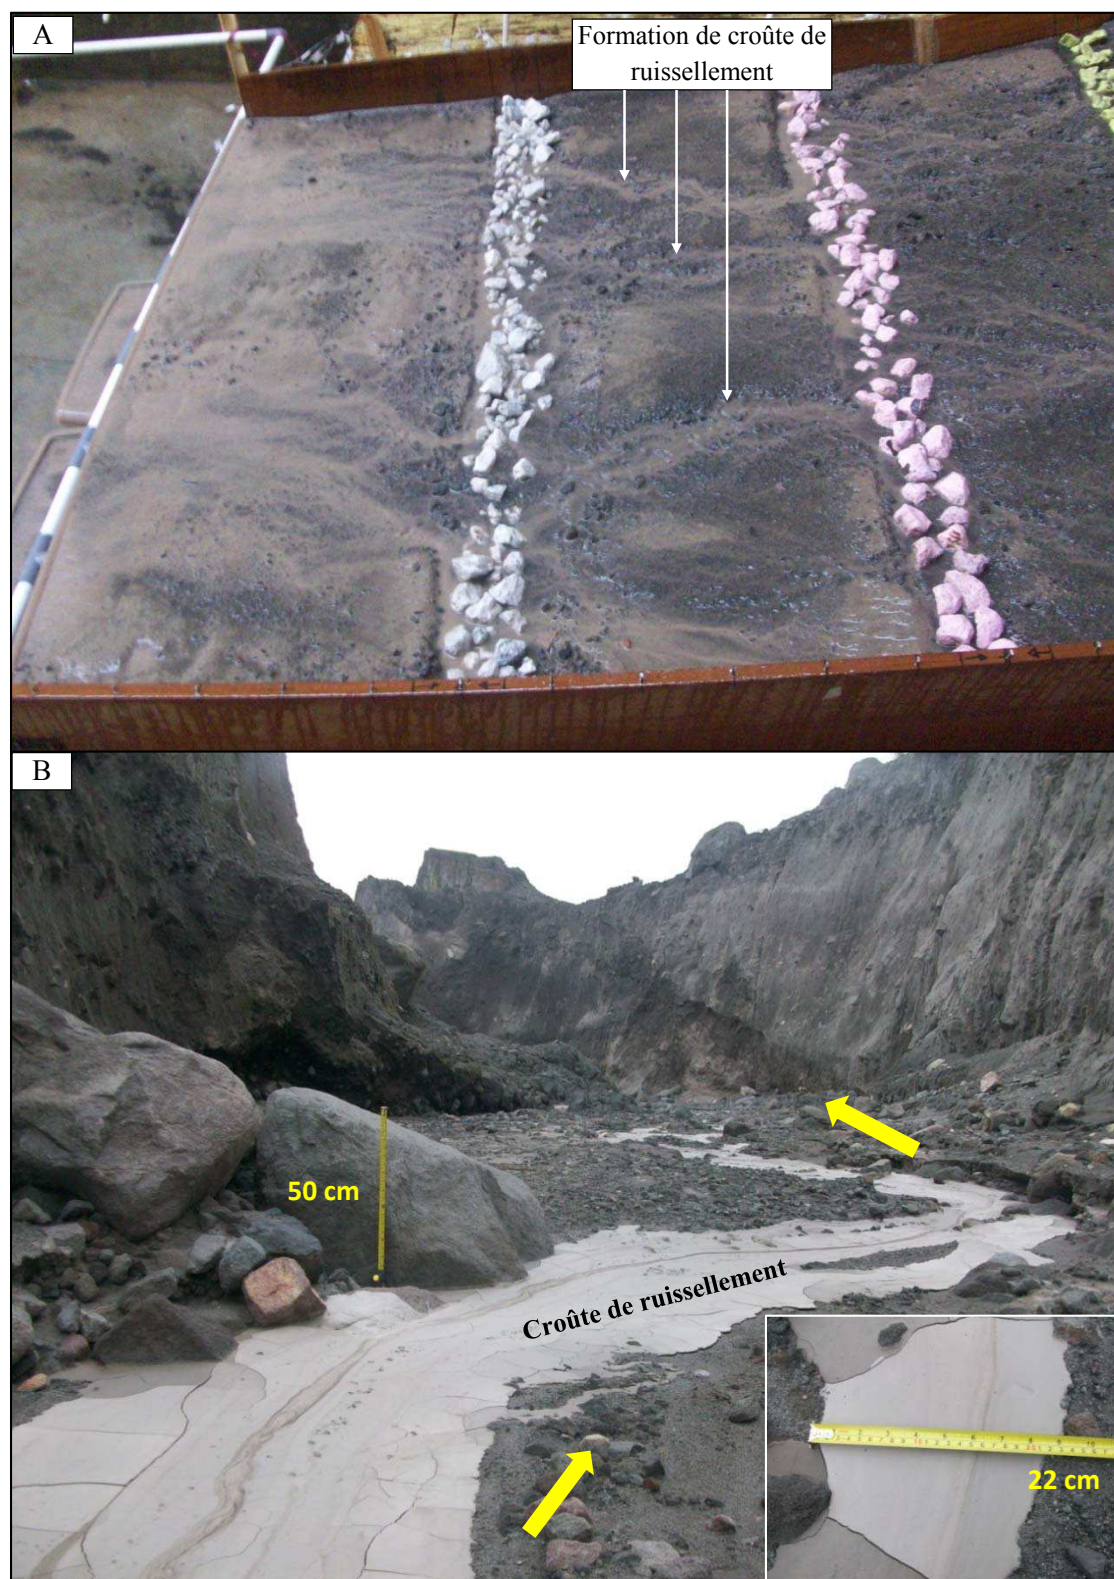 A
Formation de croûte de
ruissellement
B
50 cm
Croûte de ruissellement
22 cm